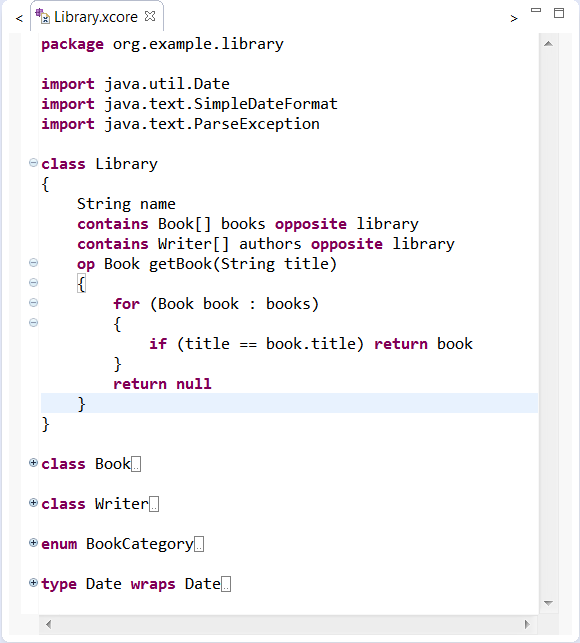 Library.xcore
package org.example.library
import java.util.Date
import java.text.SimpleDateFormat
import java.text.ParseException
class Library
{
String name
contains Book[] books opposite library
contains Writer[] authors opposite library
op Book getBook(String title)
{
for (Book book : books)
{
if (title == book.title) return book
}
return null
}
}
class Book..
class Writer..
enum BookCategory..
type Date wraps Date..